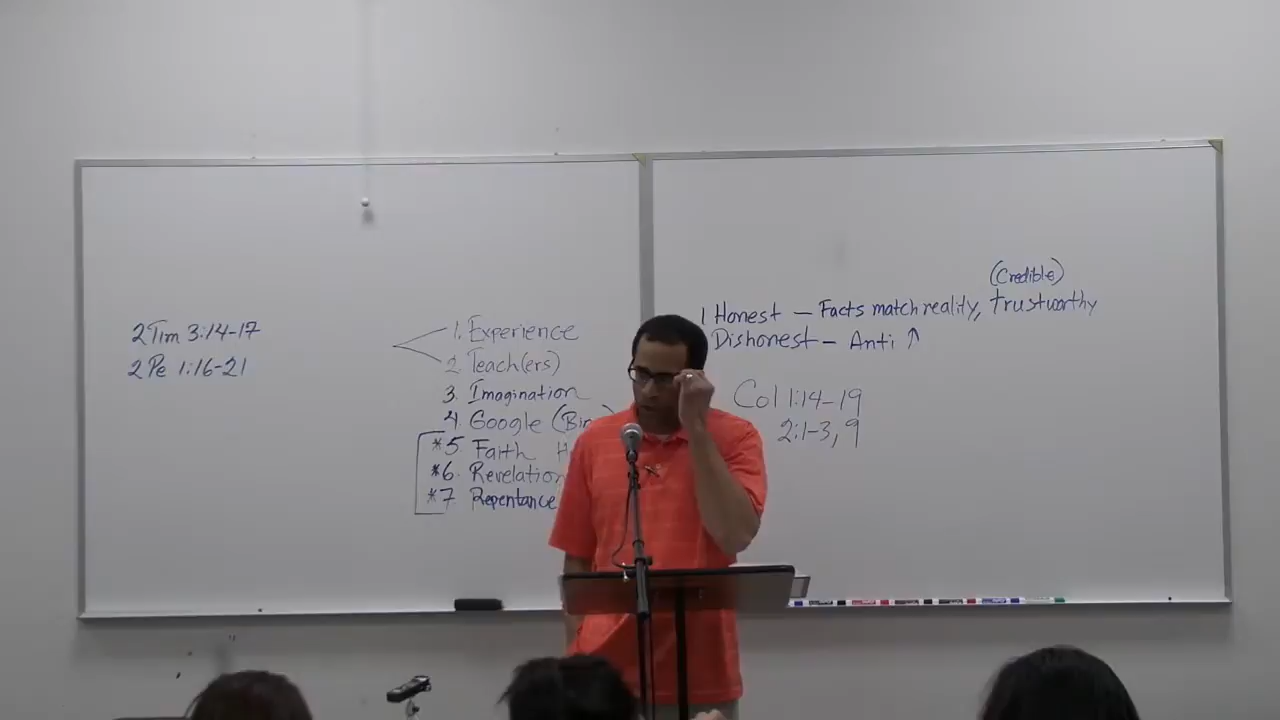 2Tim 3:14-17
2Pe 1:16-21
1. Experience
2. Teach(ers)
3. Imagination
4. Google (Bin
*5. Faith H
*6. Revelation
*7 Repentance
(Credible)
1 Honest – Facts match reality, trustworthy
Dishonest – Anti ↑
Col 1:14-19
2:1-3, 9